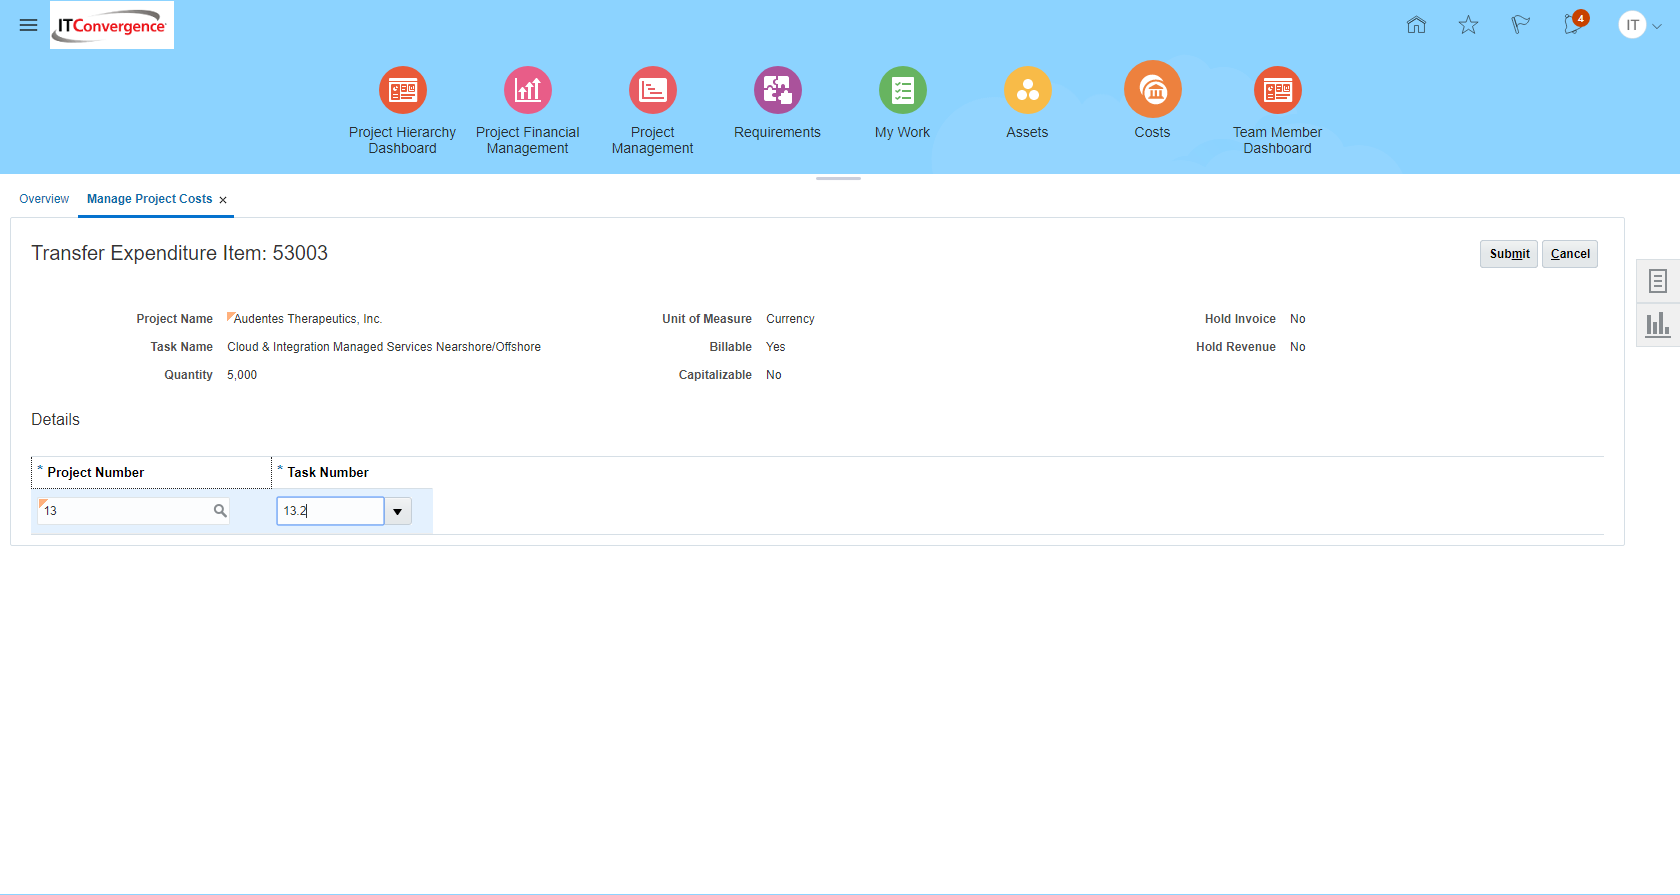 ITConvergence
4
IT
Project Hierarchy
Dashboard
Project Financial
Management
Project
Management
Requirements
My Work
Assets
Costs
Team Member
Dashboard
Overview
Manage Project Costs ×
Transfer Expenditure Item: 53003
Submit
Cancel
Project Name Audentes Therapeutics, Inc.
Unit of Measure Currency
Hold Invoice No
Task Name Cloud & Integration Managed Services Nearshore/Offshore
Billable Yes
Hold Revenue No
Quantity 5,000
Capitalizable No
Details
* Project Number
* Task Number
13
13.2